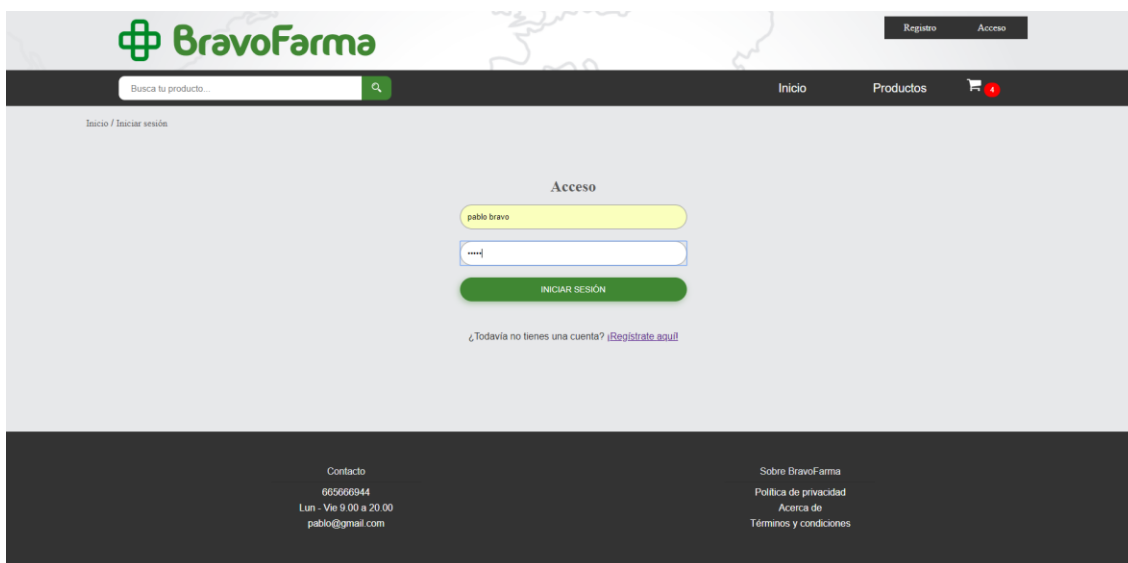 BravoFarma
Registro Acceso
Busca tu producto...
Inicio Productos 4
Inicio / Iniciar sesión
Acceso
pablo bravo
•••••
INICIAR SESIÓN
¿Todavía no tienes una cuenta? ¡Regístrate aquí!
Contacto
665666944
Lun - Vie 9.00 a 20.00
pablo@gmail.com
Sobre BravoFarma
Política de privacidad
Acerca de
Términos y condiciones